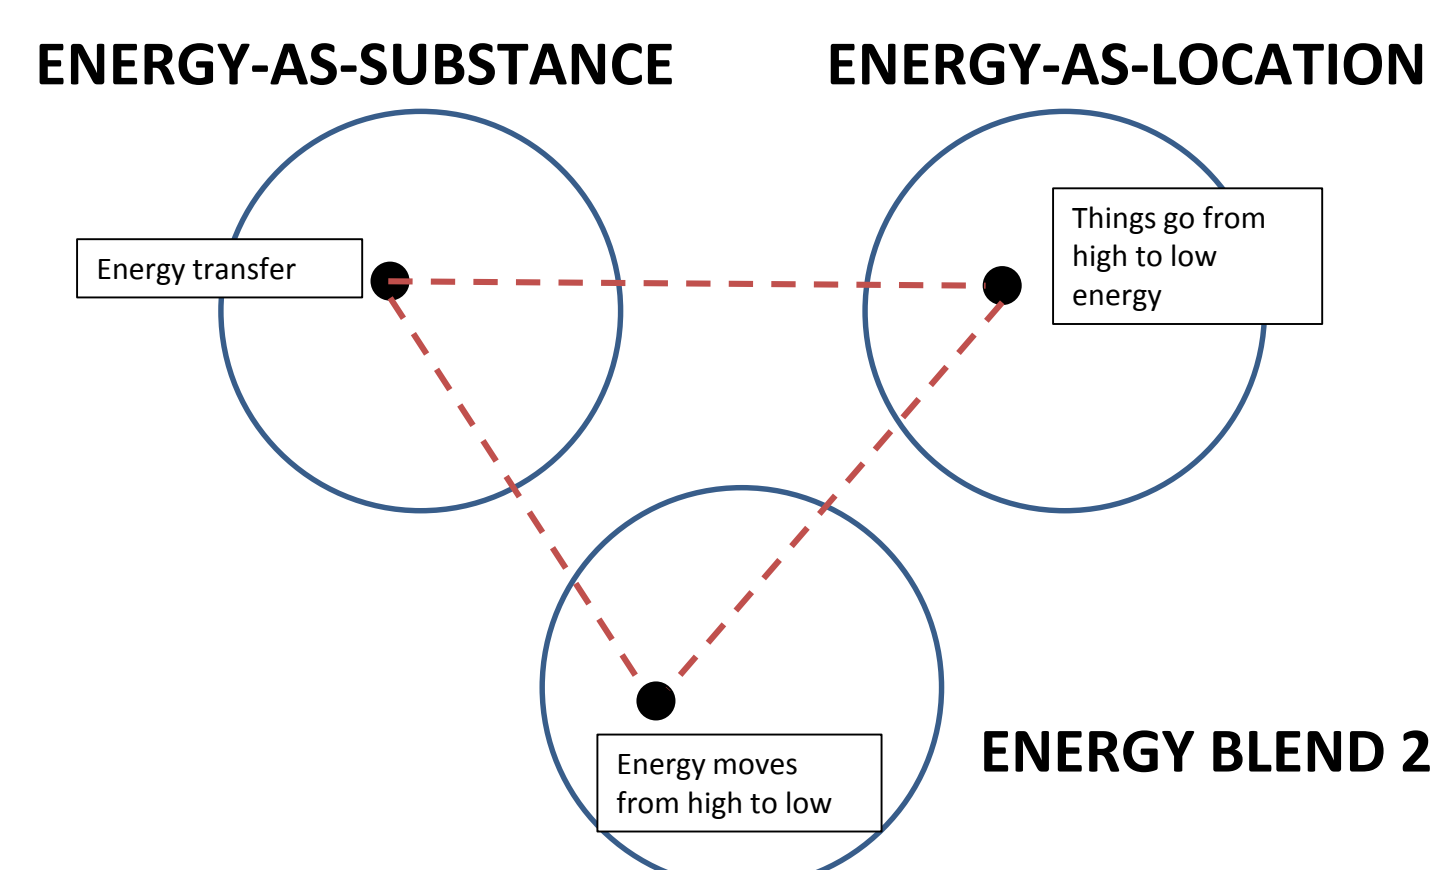 ENERGY-AS-SUBSTANCE
ENERGY-AS-LOCATION
Energy transfer
Things go from
high to low
energy
Energy moves
from high to low
ENERGY BLEND 2